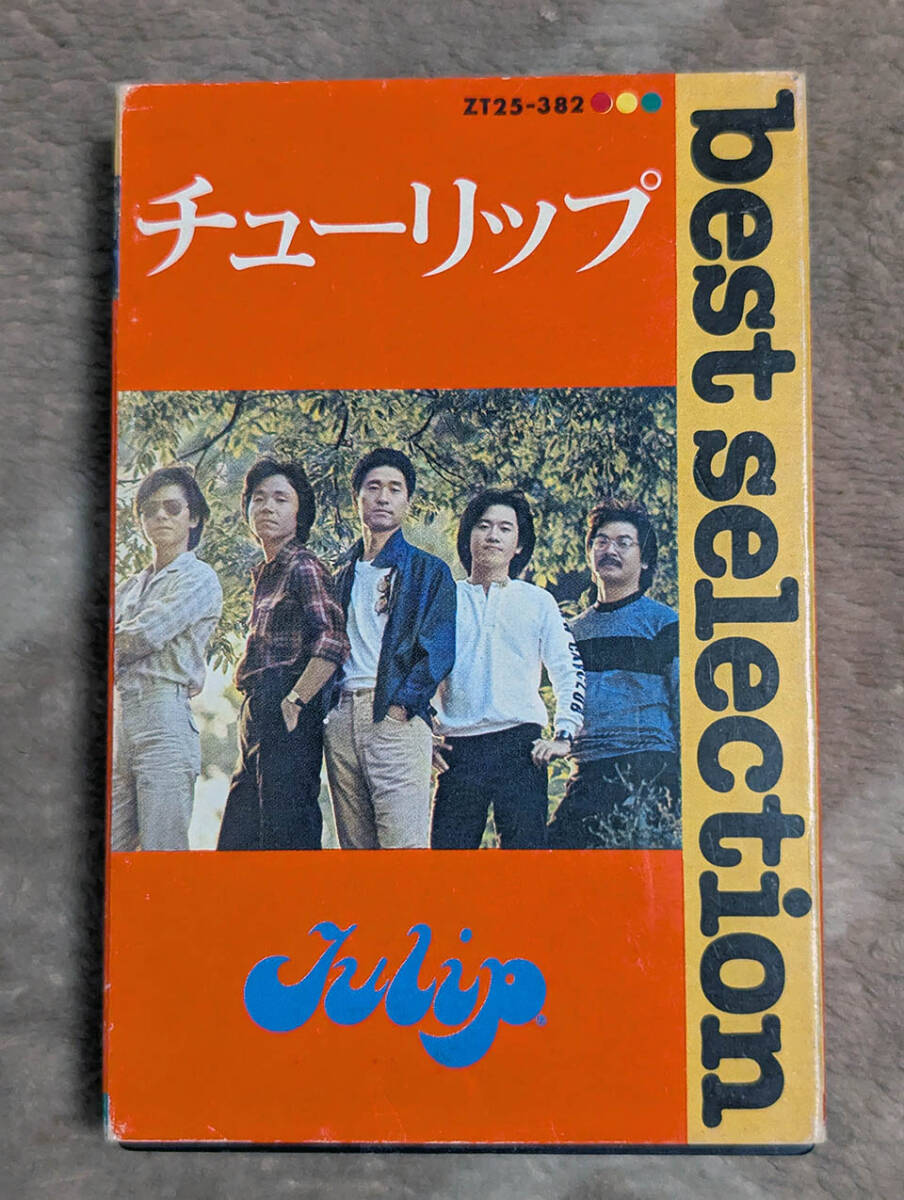 ZT25-382
チューリップ
best selection
Tulip